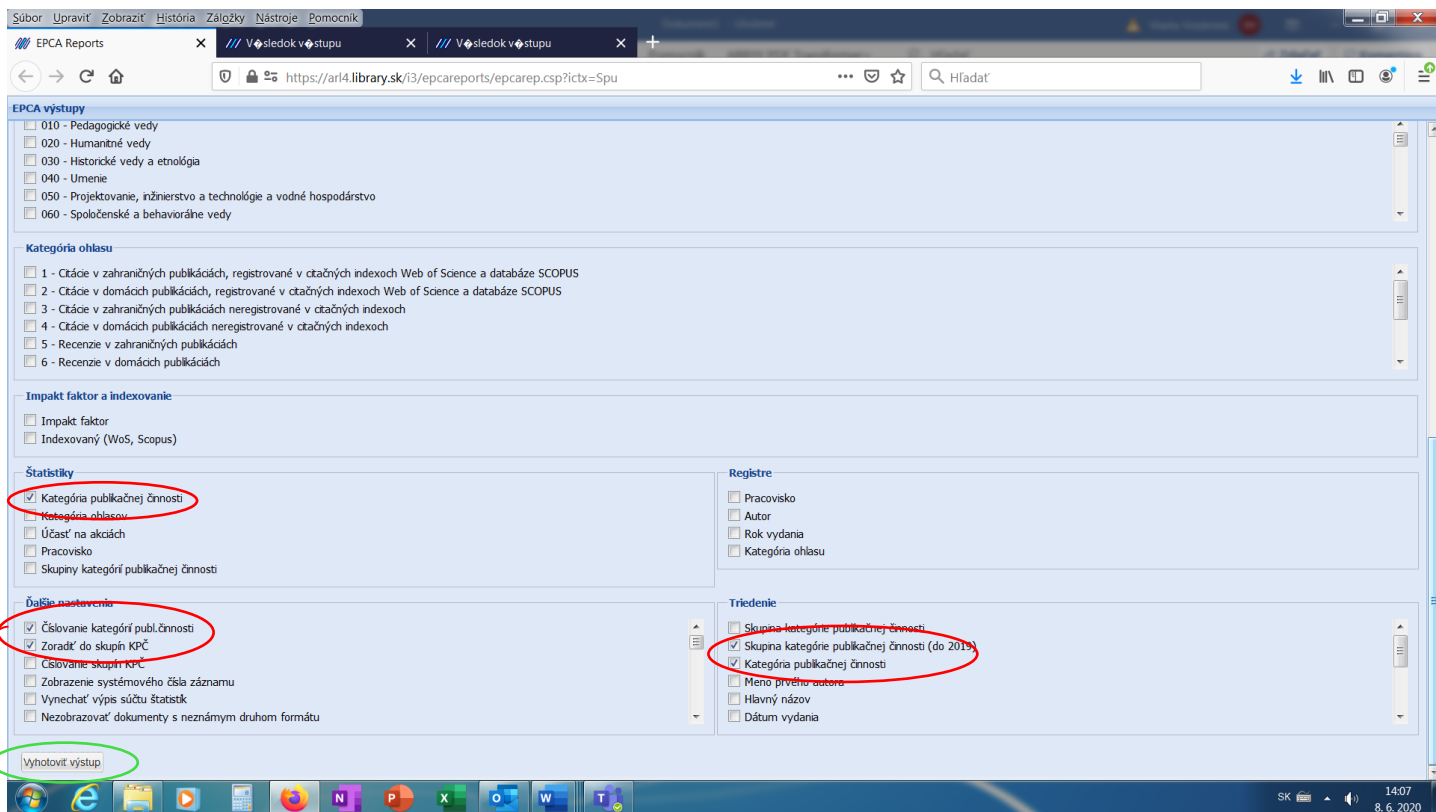 Súbor Upraviť Zobraziť História Záložky Nástroje Pomocník
EPCA Reports
V�sledok v�stupu
V�sledok v�stupu
https://arl4.library.sk/i3/epcareports/epcarep.csp?ictx=Spu
Hľadať
EPCA výstupy
010 - Pedagogické vedy
020 - Humanitné vedy
030 - Historické vedy a etnológia
040 - Umenie
050 - Projektovanie, inžinierstvo a technológie a vodné hospodárstvo
060 - Spoločenské a behaviorálne vedy
Kategória ohlasu
1 - Citácie v zahraničných publikáciách, registrované v citačných indexoch Web of Science a databáze SCOPUS
2 - Citácie v domácich publikáciách, registrované v citačných indexoch Web of Science a databáze SCOPUS
3 - Citácie v zahraničných publikáciách neregistrované v citačných indexoch
4 - Citácie v domácich publikáciách neregistrované v citačných indexoch
5 - Recenzie v zahraničných publikáciách
6 - Recenzie v domácich publikáciách
Impakt faktor a indexovanie
Impakt faktor
Indexovaný (WoS, Scopus)
Štatistiky
Kategória publikačnej činnosti
Kategória ohlasov
Účasť na akciách
Pracovisko
Skupiny kategórií publikačnej činnosti
Registre
Pracovisko
Autor
Rok vydania
Kategória ohlasu
Ďalšie nastavenia
Číslovanie kategórií publ.činnosti
Zoradiť do skupín KPČ
Číslovanie skupín KPČ
Zobrazenie systémového čísla záznamu
Vynechať výpis súčtu štatistík
Nezobrazovať dokumenty s neznámym druhom formátu
Triedenie
Skupina kategórie publikačnej činnosti
Skupina kategórie publikačnej činnosti (do 2019)
Kategória publikačnej činnosti
Meno prvého autora
Hlavný názov
Dátum vydania
Vyhotoviť výstup
SK
14:07
8. 6. 2020